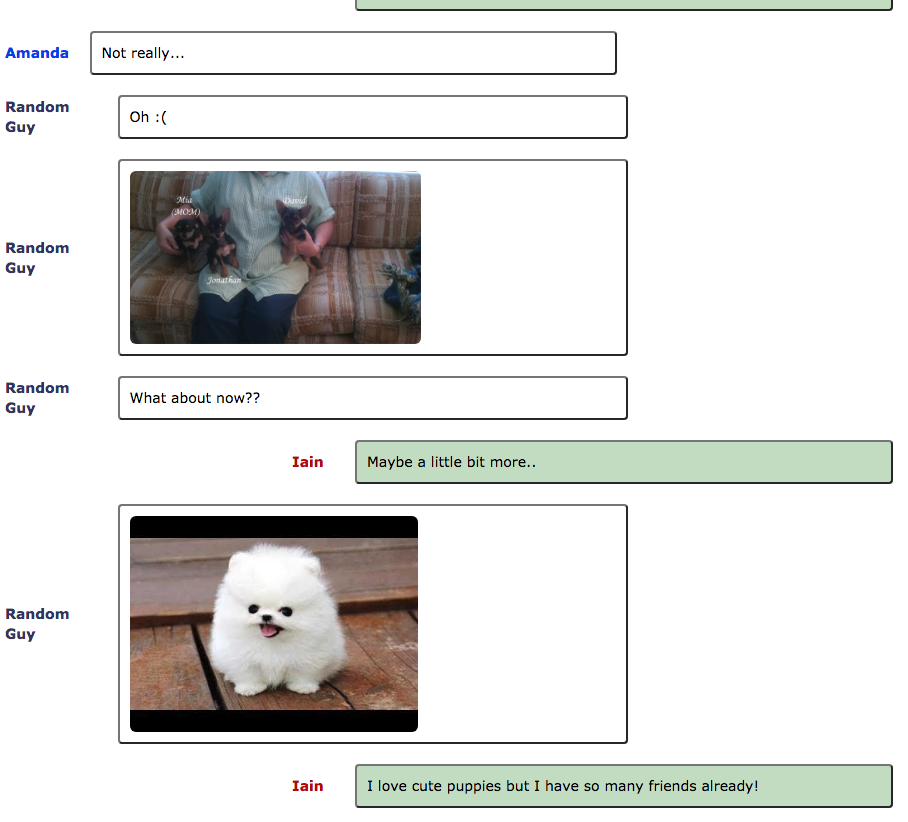 Amanda
Not really...
Random
Guy
Oh :(
Random
Guy
Mia
(MOM)
David
Jonathan
Random
Guy
What about now??
Iain
Maybe a little bit more..
Random
Guy
Iain
I love cute puppies but I have so many friends already!